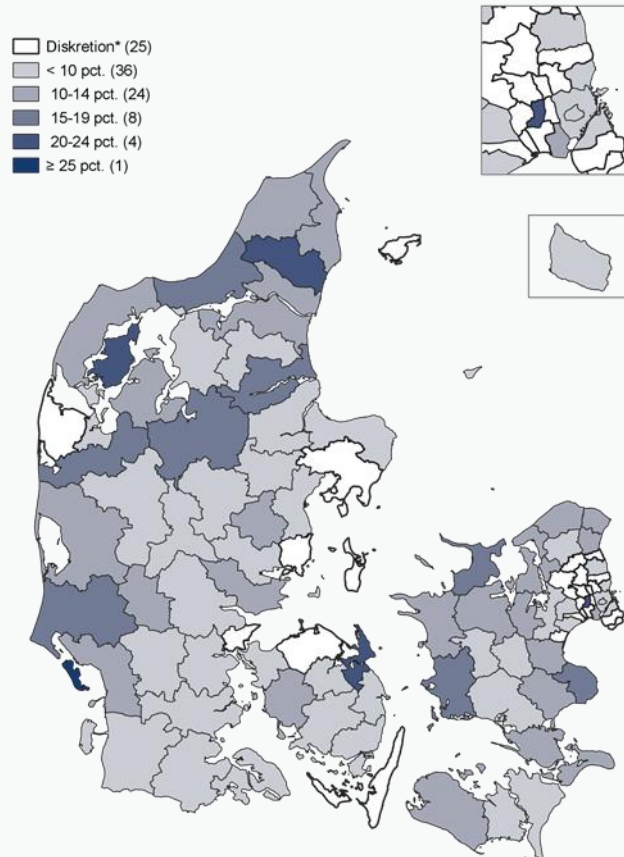 Diskretion* (25)
< 10 pct. (36)
10-14 pct. (24)
15-19 pct. (8)
20-24 pct. (4)
≥ 25 pct. (1)